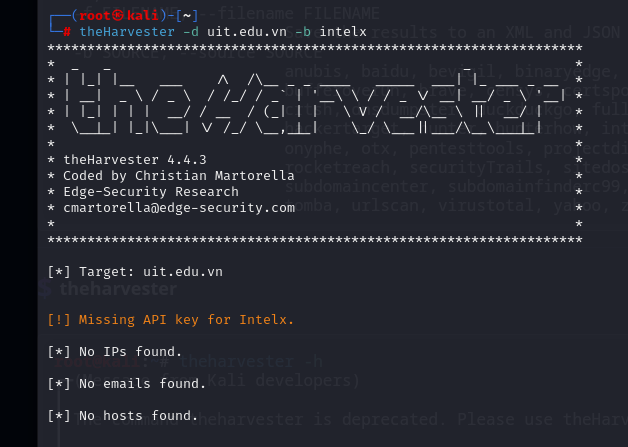 ┌──(root㉿kali)-[~]
└─# theHarvester -d uit.edu.vn -b intelx
*******************************************************************
* theHarvester 4.4.3 *
* Coded by Christian Martorella *
* Edge-Security Research *
* cmartorella@edge-security.com *
* *
*******************************************************************
[*] Target: uit.edu.vn
$ theharvester
[!] Missing API key for Intelx.
[*] No IPs found.
[*] No emails found.
[*] No hosts found.